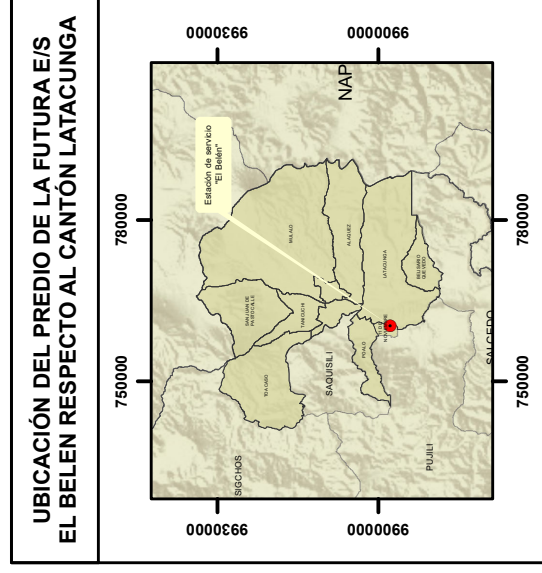 UBICACIÓN DEL PREDIO DE LA FUTURA E/S
EL BELEN RESPECTO AL CANTÓN LATACUNGA
750000
780000
9930000
9930000
9900000
9900000
Estación de servicio
"El Belén"
SIGCHOS
TOACASO
SAN JUAN DE
PASTOCALLE
MULALO
TANICUCHI
SAQUISILI
ALAQUEZ
NAP
POALO
LATACUNGA
NOVIEMBRE
BELISARIO
QUEVEDO
PUJILI
SALCEDO
750000
780000